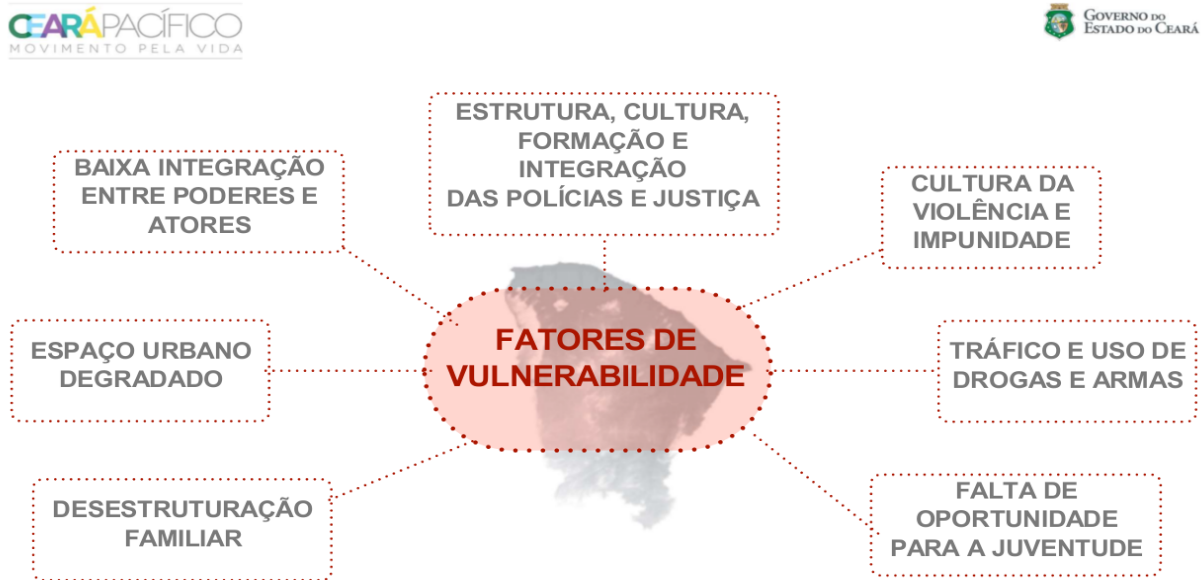 CEARÁPACÍFICO
MOVIMENTO PELA VIDA
GOVERNO DO
ESTADO DO CEARÁ
ESTRUTURA, CULTURA,
FORMAÇÃO E
INTEGRAÇÃO
DAS POLÍCIAS E JUSTIÇA
BAIXA INTEGRAÇÃO
ENTRE PODERES E
ATORES
CULTURA DA
VIOLÊNCIA E
IMPUNIDADE
FATORES DE
VULNERABILIDADE
ESPAÇO URBANO
DEGRADADO
TRÁFICO E USO DE
DROGAS E ARMAS
DESESTRUTURAÇÃO
FAMILIAR
FALTA DE
OPORTUNIDADE
PARA A JUVENTUDE